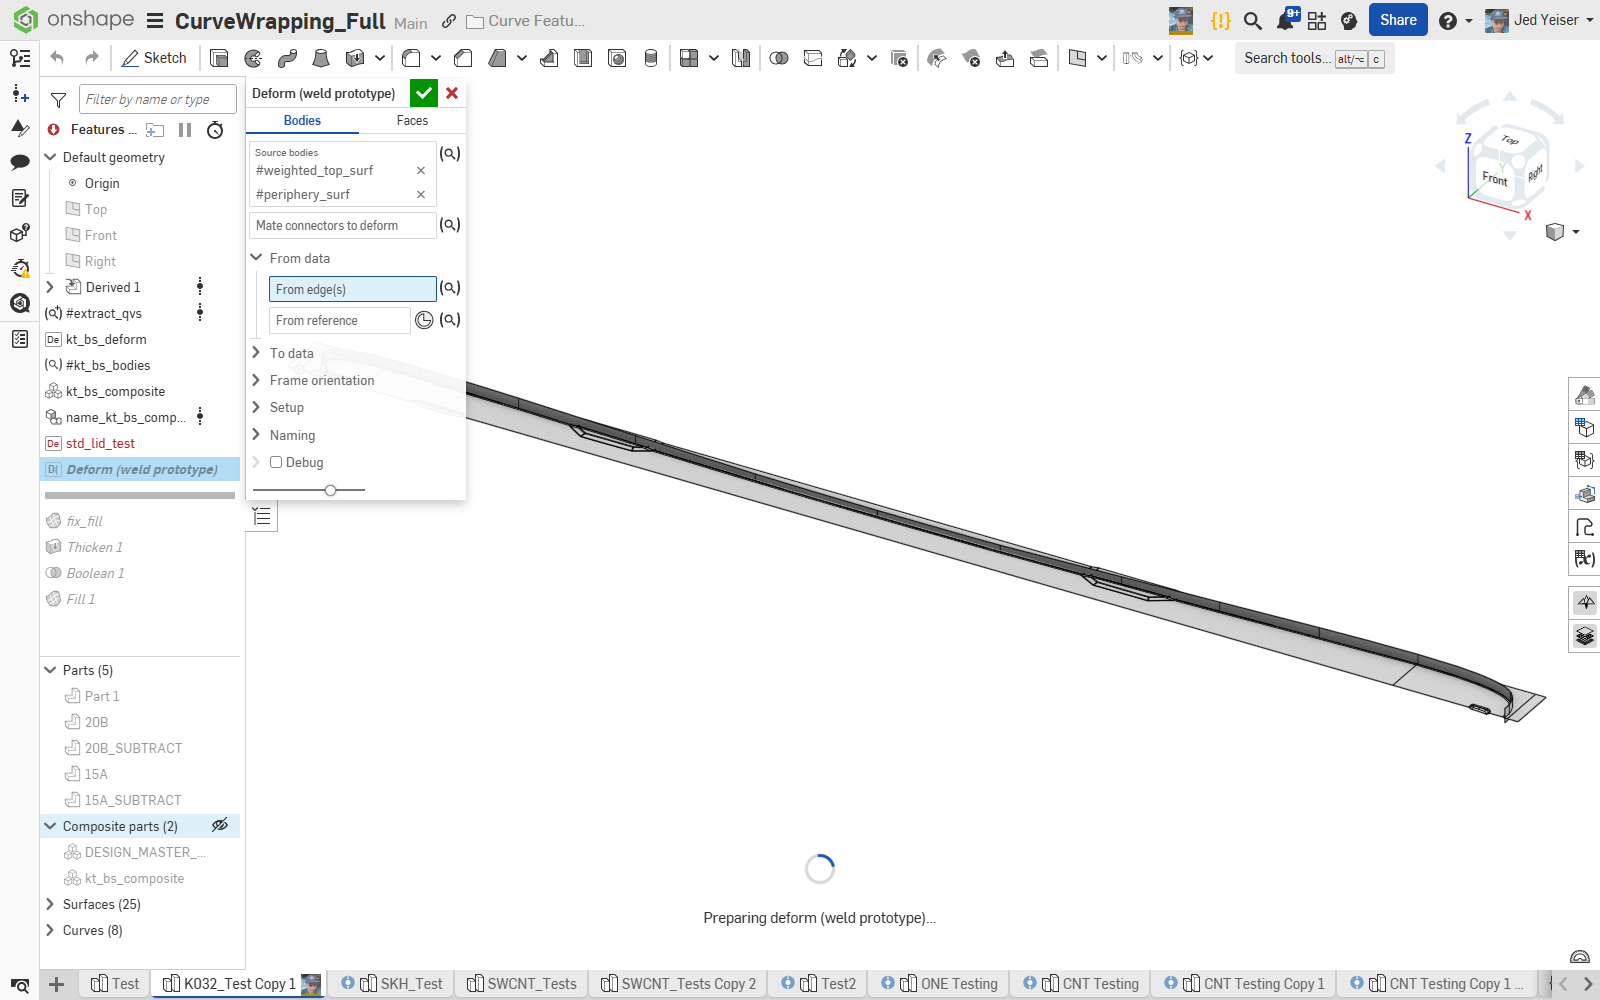 onshape
CurveWrapping_Full Main Curve Featu...
9+
Share
Jed Yeiser
Sketch
Search tools... alt/⌥ c
Filter by name or type
Features ...
Default geometry
Origin
Top
Front
Right
Derived 1
#extract_qvs
De kt_bs_deform
#kt_bs_bodies
kt_bs_composite
name_kt_bs_comp...
De std_lid_test
D( Deform (weld prototype)
fix_fill
Thicken 1
Boolean 1
Fill 1
Parts (5)
Part 1
20B
20B_SUBTRACT
15A
15A_SUBTRACT
Composite parts (2)
DESIGN_MASTER_...
kt_bs_composite
Surfaces (25)
Curves (8)
Deform (weld prototype)
Bodies Faces
Source bodies
#weighted_top_surf
#periphery_surf
Mate connectors to deform
From data
From edge(s)
From reference
To data
Frame orientation
Setup
Naming
Debug
Z
Top
Y
Front
Right
X
Preparing deform (weld prototype)...
Test K032_Test Copy 1 SKH_Test SWCNT_Tests SWCNT_Tests Copy 2 Test2 ONE Testing CNT Testing CNT Testing Copy 1 CNT Testing Copy 1 ...